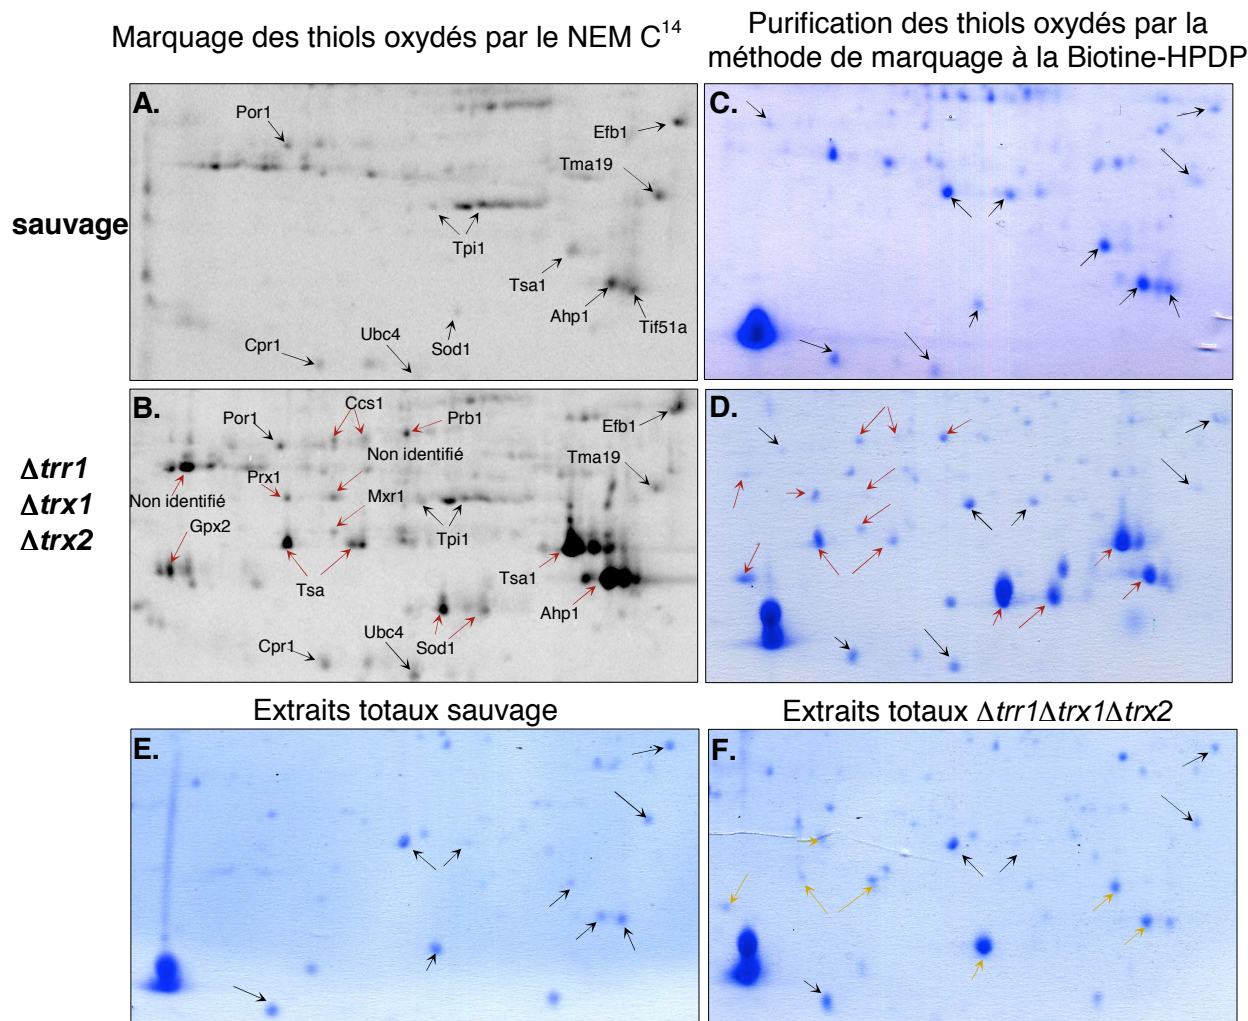 Marquage des thiols oxydés par le NEM C14
Purification des thiols oxydés par la
méthode de marquage à la Biotine-HPDP
sauvage
A.
Por1
Efb1
Tma19
Tpi1
Tsa1
Ahp1
Tif51a
Cpr1
Ubc4
Sod1
C.
Δtrr1
Δtrx1
Δtrx2
B.
Por1
Ccs1
Prb1
Efb1
Non identifié
Tma19
Prx1
Non identifié
Mxr1
Gpx2
Tpi1
Tsa
Tsa1
Ahp1
Cpr1
Ubc4
Sod1
D.
Extraits totaux sauvage
Extraits totaux Δtrr1Δtrx1Δtrx2
E.
F.